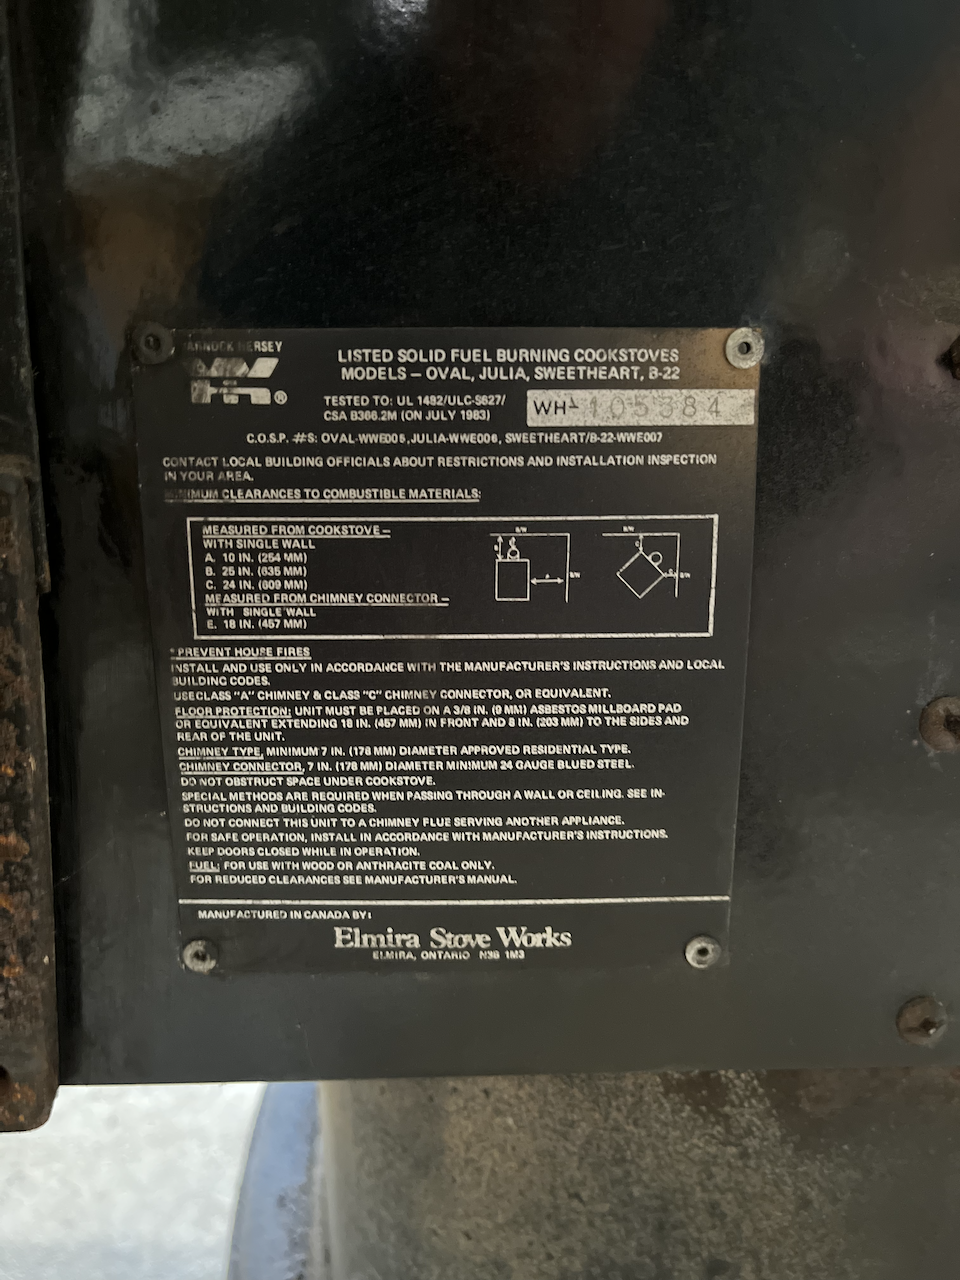 WARNOCK HERSEY
®
LISTED SOLID FUEL BURNING COOKSTOVES
MODELS – OVAL, JULIA, SWEETHEART, B-22
TESTED TO: UL 1482/ULC-S627/
CSA B366.2M (ON JULY 1983)
WH-105384
C.O.S.P. #S: OVAL-WWE005, JULIA-WWE006, SWEETHEART/B-22-WWE007
CONTACT LOCAL BUILDING OFFICIALS ABOUT RESTRICTIONS AND INSTALLATION INSPECTION
IN YOUR AREA.
MINIMUM CLEARANCES TO COMBUSTIBLE MATERIALS:
MEASURED FROM COOKSTOVE –
WITH SINGLE WALL
A. 10 IN. (254 MM)
B. 25 IN. (635 MM)
C. 24 IN. (609 MM)
MEASURED FROM CHIMNEY CONNECTOR –
WITH SINGLE WALL
E. 18 IN. (457 MM)
* PREVENT HOUSE FIRES
INSTALL AND USE ONLY IN ACCORDANCE WITH THE MANUFACTURER'S INSTRUCTIONS AND LOCAL
BUILDING CODES.
USE CLASS "A" CHIMNEY & CLASS "C" CHIMNEY CONNECTOR, OR EQUIVALENT.
FLOOR PROTECTION: UNIT MUST BE PLACED ON A 3/8 IN. (9 MM) ASBESTOS MILLBOARD PAD
OR EQUIVALENT EXTENDING 18 IN. (457 MM) IN FRONT AND 8 IN. (203 MM) TO THE SIDES AND
REAR OF THE UNIT.
CHIMNEY TYPE, MINIMUM 7 IN. (178 MM) DIAMETER APPROVED RESIDENTIAL TYPE.
CHIMNEY CONNECTOR, 7 IN. (178 MM) DIAMETER MINIMUM 24 GAUGE BLUED STEEL.
DO NOT OBSTRUCT SPACE UNDER COOKSTOVE.
SPECIAL METHODS ARE REQUIRED WHEN PASSING THROUGH A WALL OR CEILING. SEE IN-
STRUCTIONS AND BUILDING CODES.
DO NOT CONNECT THIS UNIT TO A CHIMNEY FLUE SERVING ANOTHER APPLIANCE.
FOR SAFE OPERATION, INSTALL IN ACCORDANCE WITH MANUFACTURER'S INSTRUCTIONS.
KEEP DOORS CLOSED WHILE IN OPERATION.
FUEL: FOR USE WITH WOOD OR ANTHRACITE COAL ONLY.
FOR REDUCED CLEARANCES SEE MANUFACTURER'S MANUAL.
MANUFACTURED IN CANADA BY:
Elmira Stove Works
ELMIRA, ONTARIO N3B 1M3